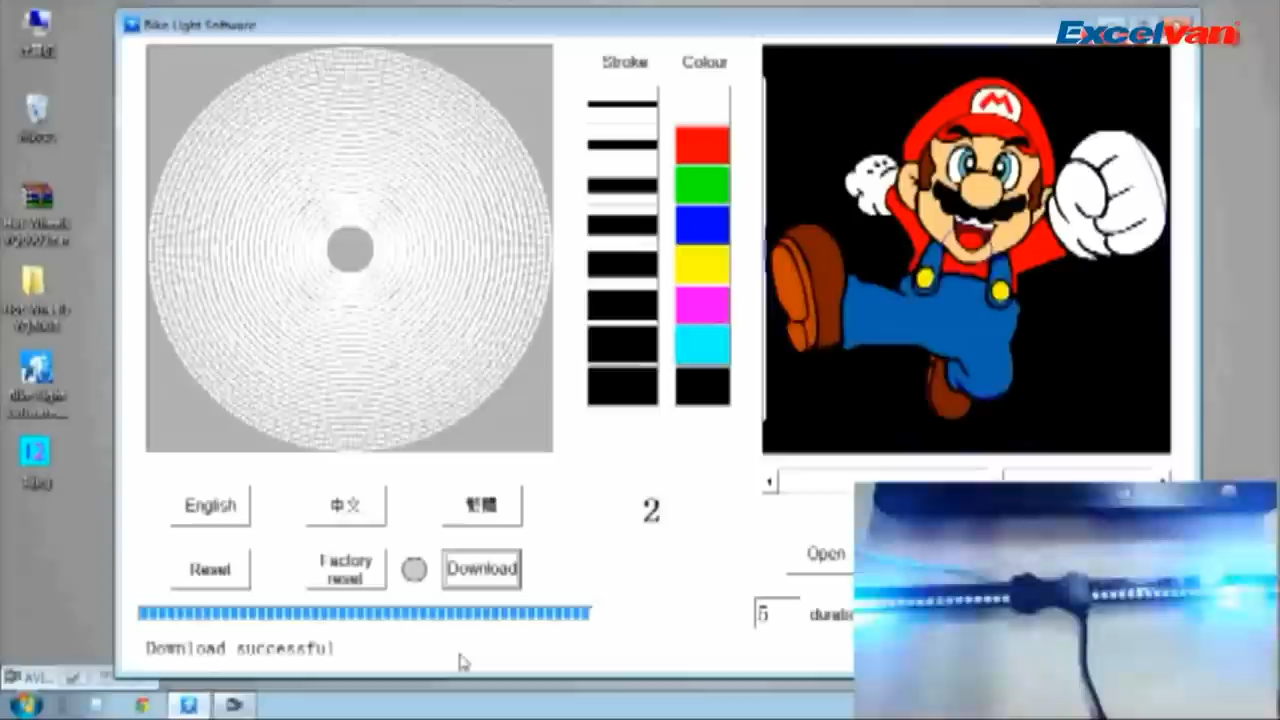 Bike Light Software
ExcelVan
Stroke
Colour
M
English
中文
繁體
2
Reset
Factory
reset
Download
Open
5
Download successful
AVI...